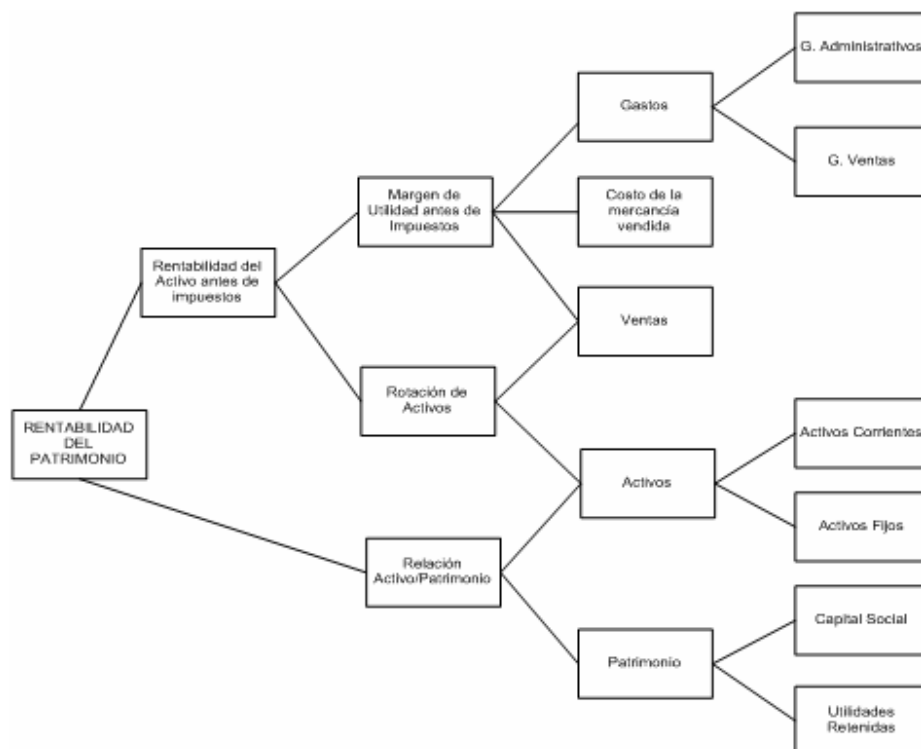 G. Administrativos
Gastos
G. Ventas
Margen de
Utilidad antes de
Impuestos
Costo de la
mercancía
vendida
Rentabilidad del
Activo antes de
impuestos
Ventas
Rotación de
Activos
RENTABILIDAD
DEL
PATRIMONIO
Activos Corrientes
Activos
Activos Fijos
Relación
Activo/Patrimonio
Capital Social
Patrimonio
Utilidades
Retenidas